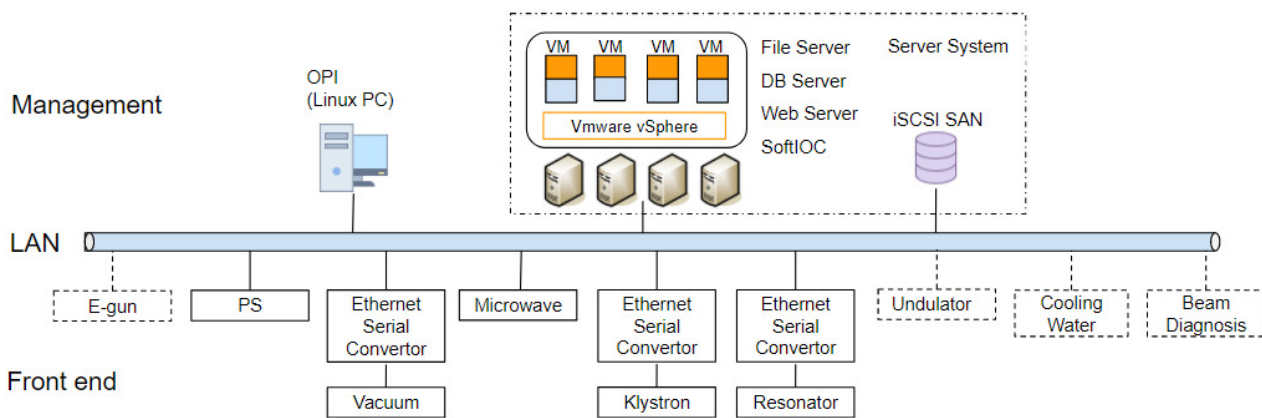 VM VM VM VM
File Server
Server System
OPI
(Linux PC)
DB Server
Management
Web Server
iSCSI SAN
Vmware vSphere
SoftIOC
LAN
E-gun
PS
Ethernet
Serial
Convertor
Microwave
Ethernet
Serial
Convertor
Ethernet
Serial
Convertor
Undulator
Cooling
Water
Beam
Diagnosis
Front end
Vacuum
Klystron
Resonator